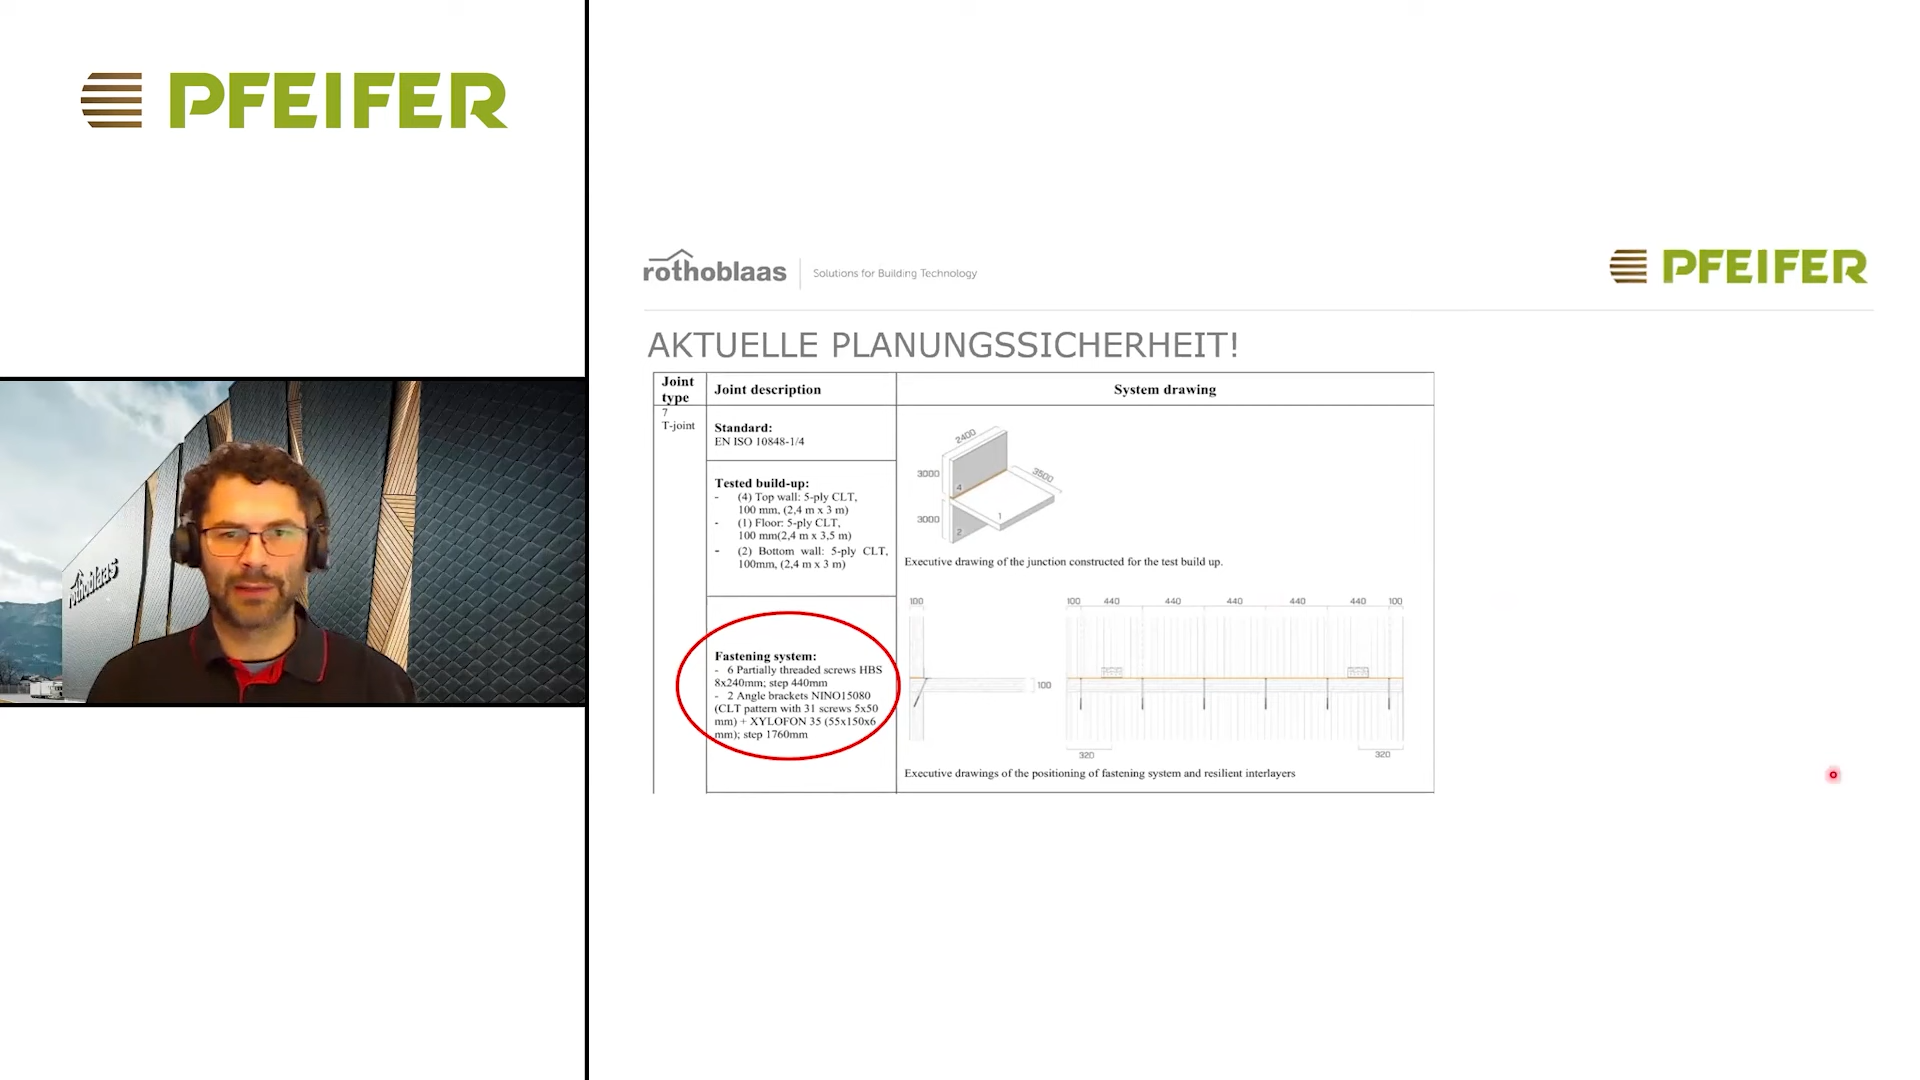 PFEIFER
rothoblaas
rothoblaas
Solutions for Building Technology
PFEIFER
AKTUELLE PLANUNGSSICHERHEIT!
Joint
type
Joint description
System drawing
7
T-joint
Standard:
EN ISO 10848-1/4
Tested build-up:
- (4) Top wall: 5-ply CLT,
100 mm, (2,4 m x 3 m)
- (1) Floor: 5-ply CLT,
100 mm(2,4 m x 3,5 m)
- (2) Bottom wall: 5-ply CLT,
100mm, (2,4 m x 3 m)
Fastening system:
- 6 Partially threaded screws HBS
8x240mm; step 440mm
- 2 Angle brackets NINO15080
(CLT pattern with 31 screws 5x50
mm) + XYLOFON 35 (55x150x6
mm); step 1760mm
2400
3000
3500
4
3000
1
2
Executive drawing of the junction constructed for the test build up.
100
100 440 440 440 440 440 100
100
320
320
Executive drawings of the positioning of fastening system and resilient interlayers